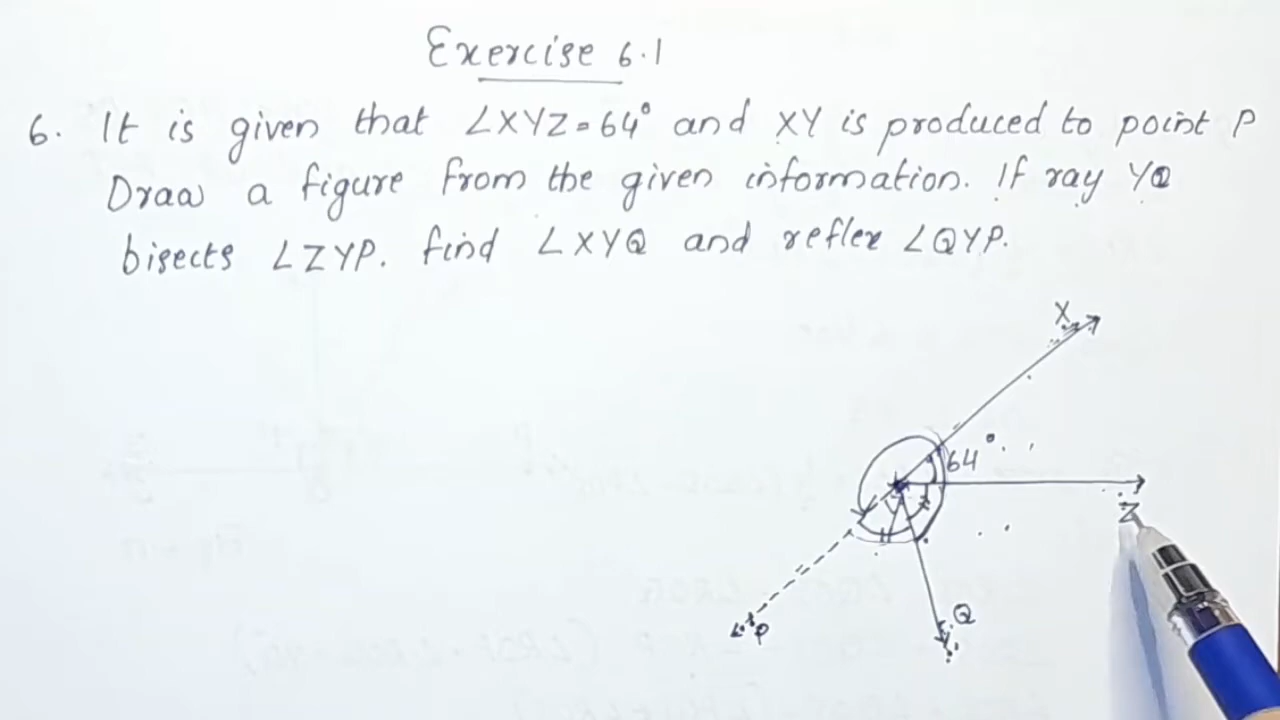 Exercise 6.1
6. It is given that ∠XYZ = 64° and XY is produced to point P
Draw a figure from the given information. If ray YQ
bisects ∠ZYP. find ∠XYQ and reflex ∠QYP.
X
64°
Y
Z
Q
P